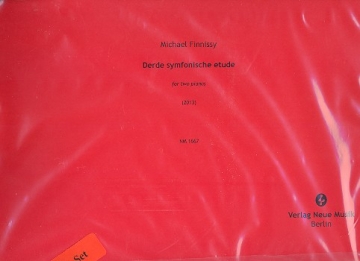 Michael Finnissy
Derde symfonische etude
for two pianos
(2013)
NM 1667
Verlag Neue Musik
Berlin
Set